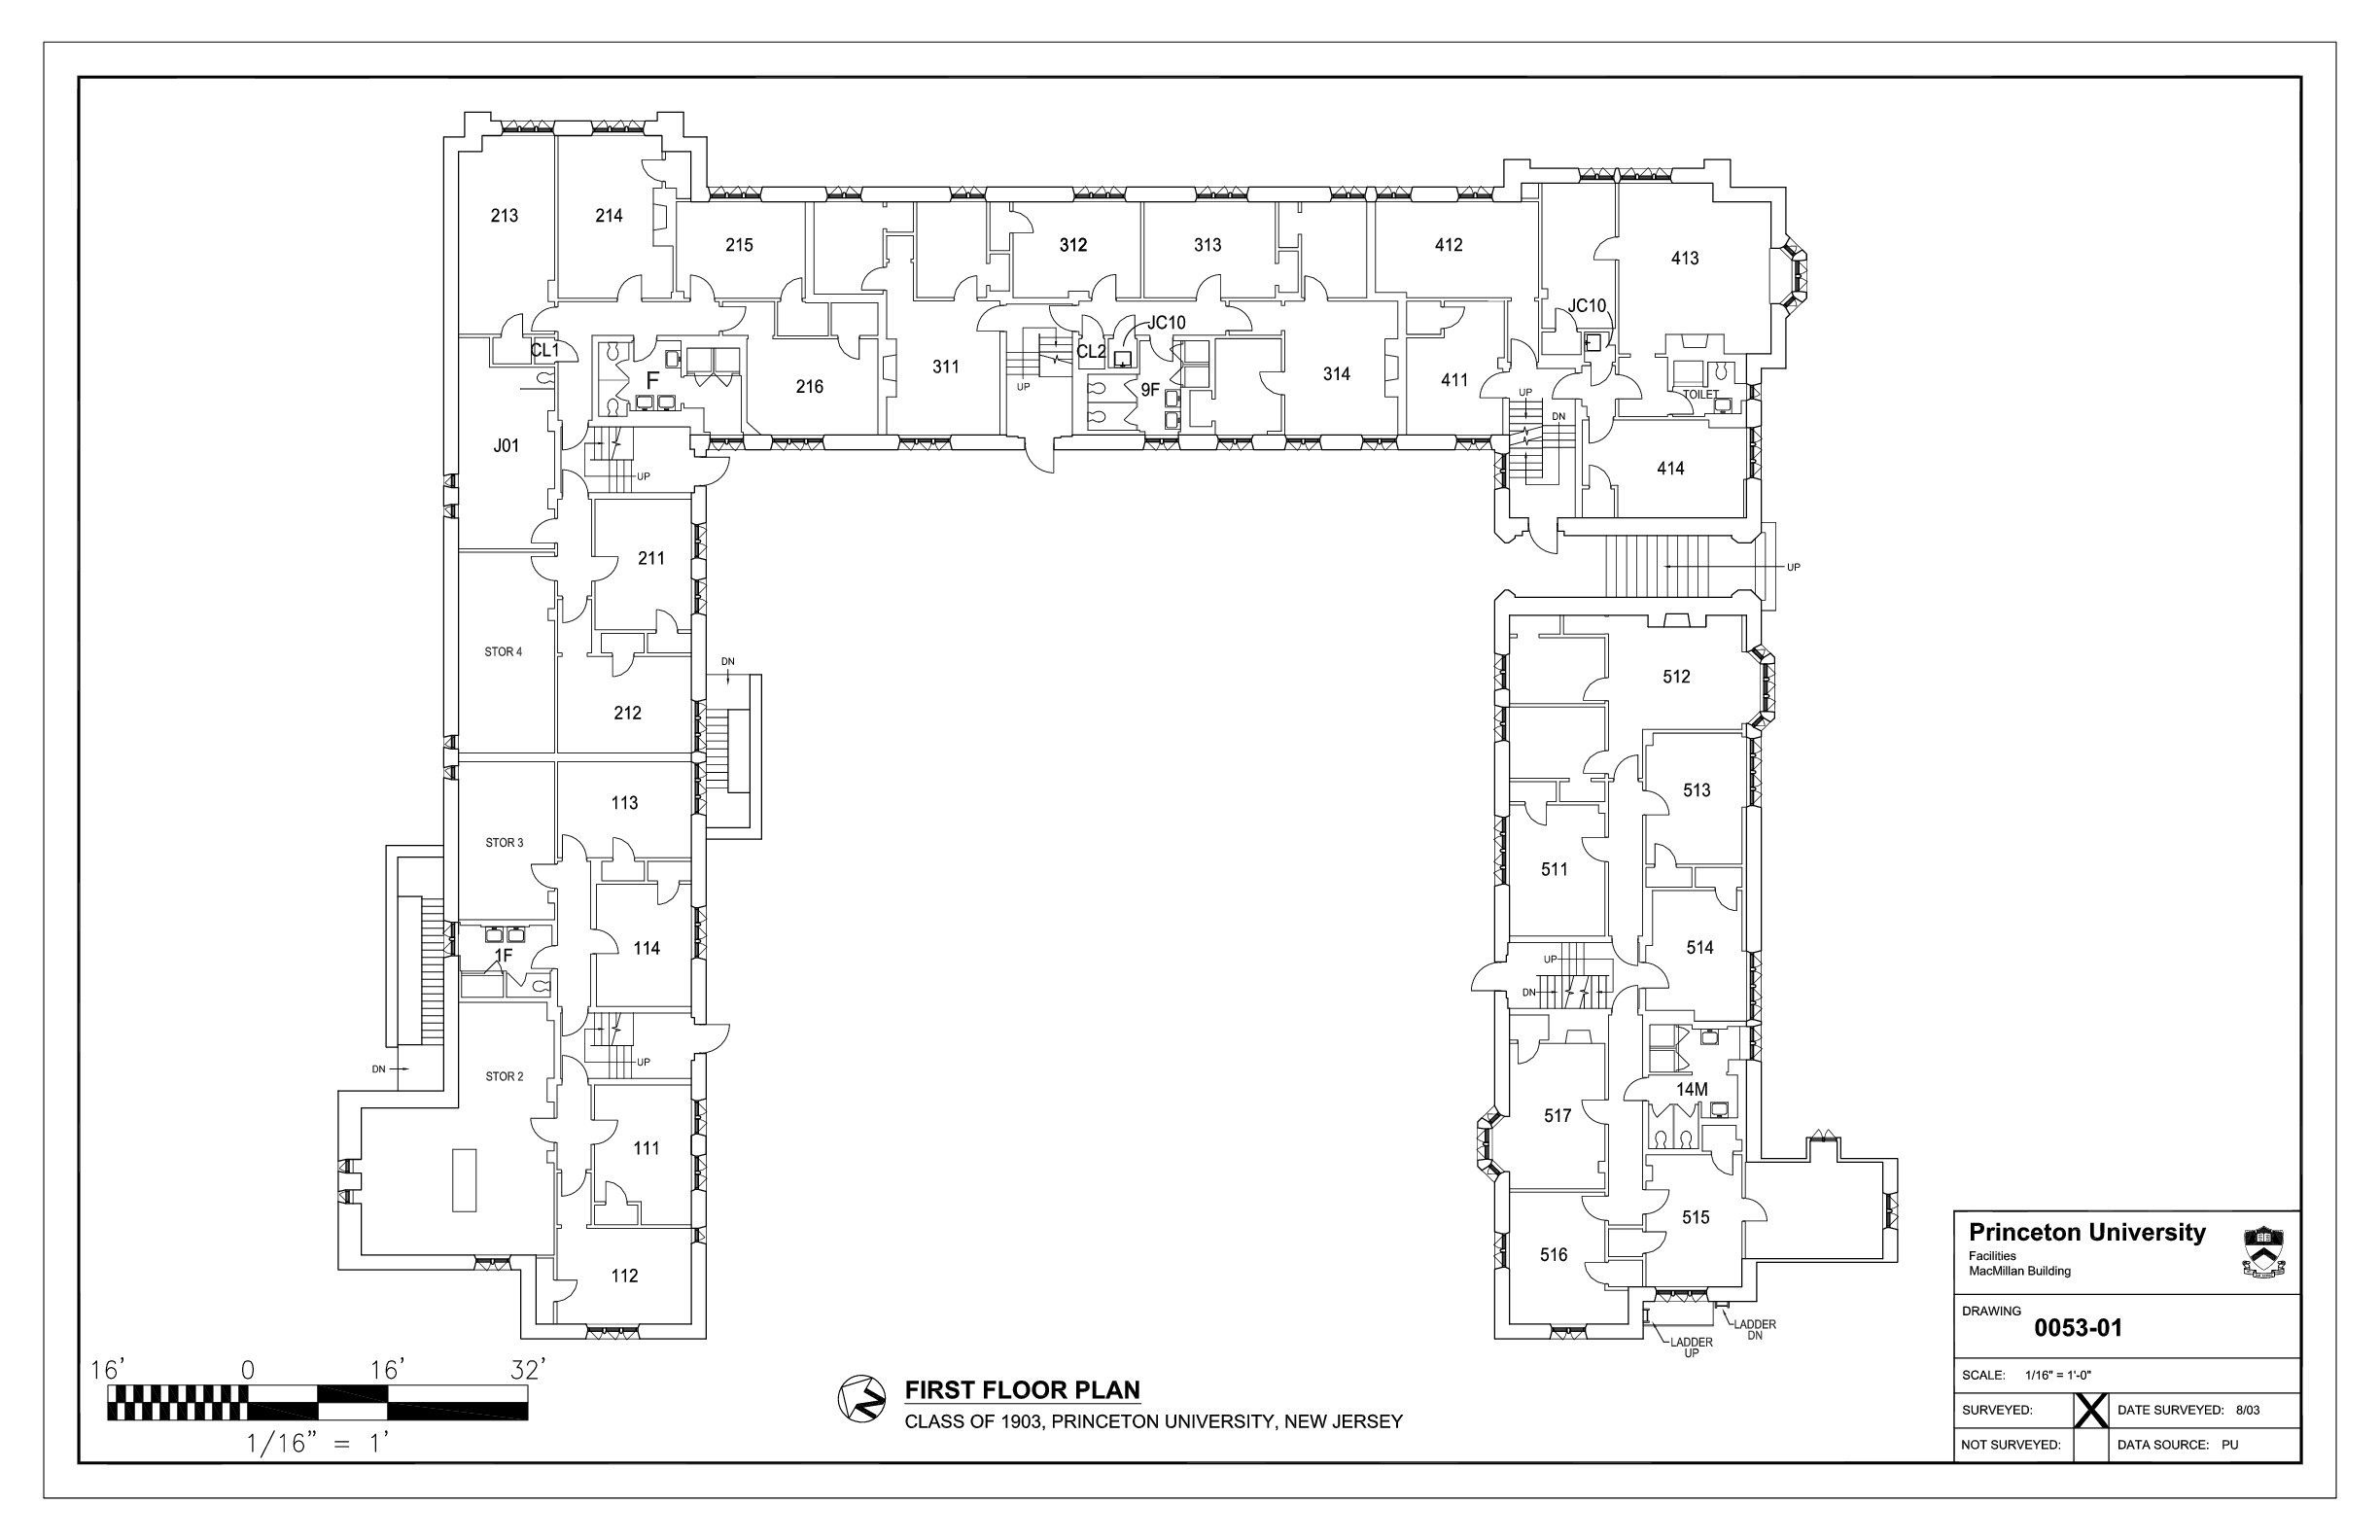 213
214
215
312
313
412
413
JC10
JC10
CL1
CL2
F
216
311
UP
9F
314
411
UP
DN
TOILET
J01
UP
414
211
UP
STOR 4
212
DN
512
113
513
STOR 3
511
114
1F
514
UP
DN
UP
DN
STOR 2
14M
517
111
515
516
112
LADDER
DN
LADDER
UP
16' 0 16' 32'
1/16" = 1'
N
FIRST FLOOR PLAN
CLASS OF 1903, PRINCETON UNIVERSITY, NEW JERSEY
Princeton University
Facilities
MacMillan Building
DRAWING
0053-01
SCALE: 1/16" = 1'-0"
SURVEYED: X DATE SURVEYED: 8/03
NOT SURVEYED: DATA SOURCE: PU